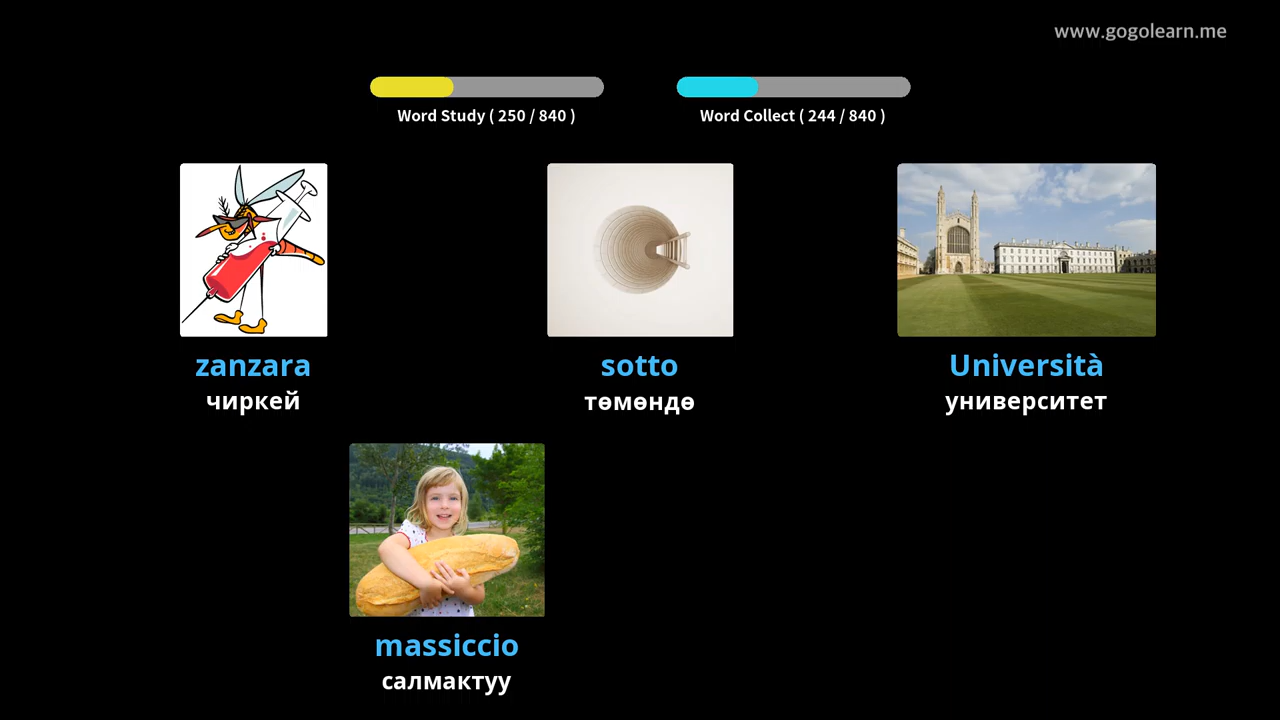 www.gogolearn.me
Word Study ( 250 / 840 )
Word Collect ( 244 / 840 )
zanzara
чиркей
sotto
төмөндө
Università
университет
massiccio
салмактуу